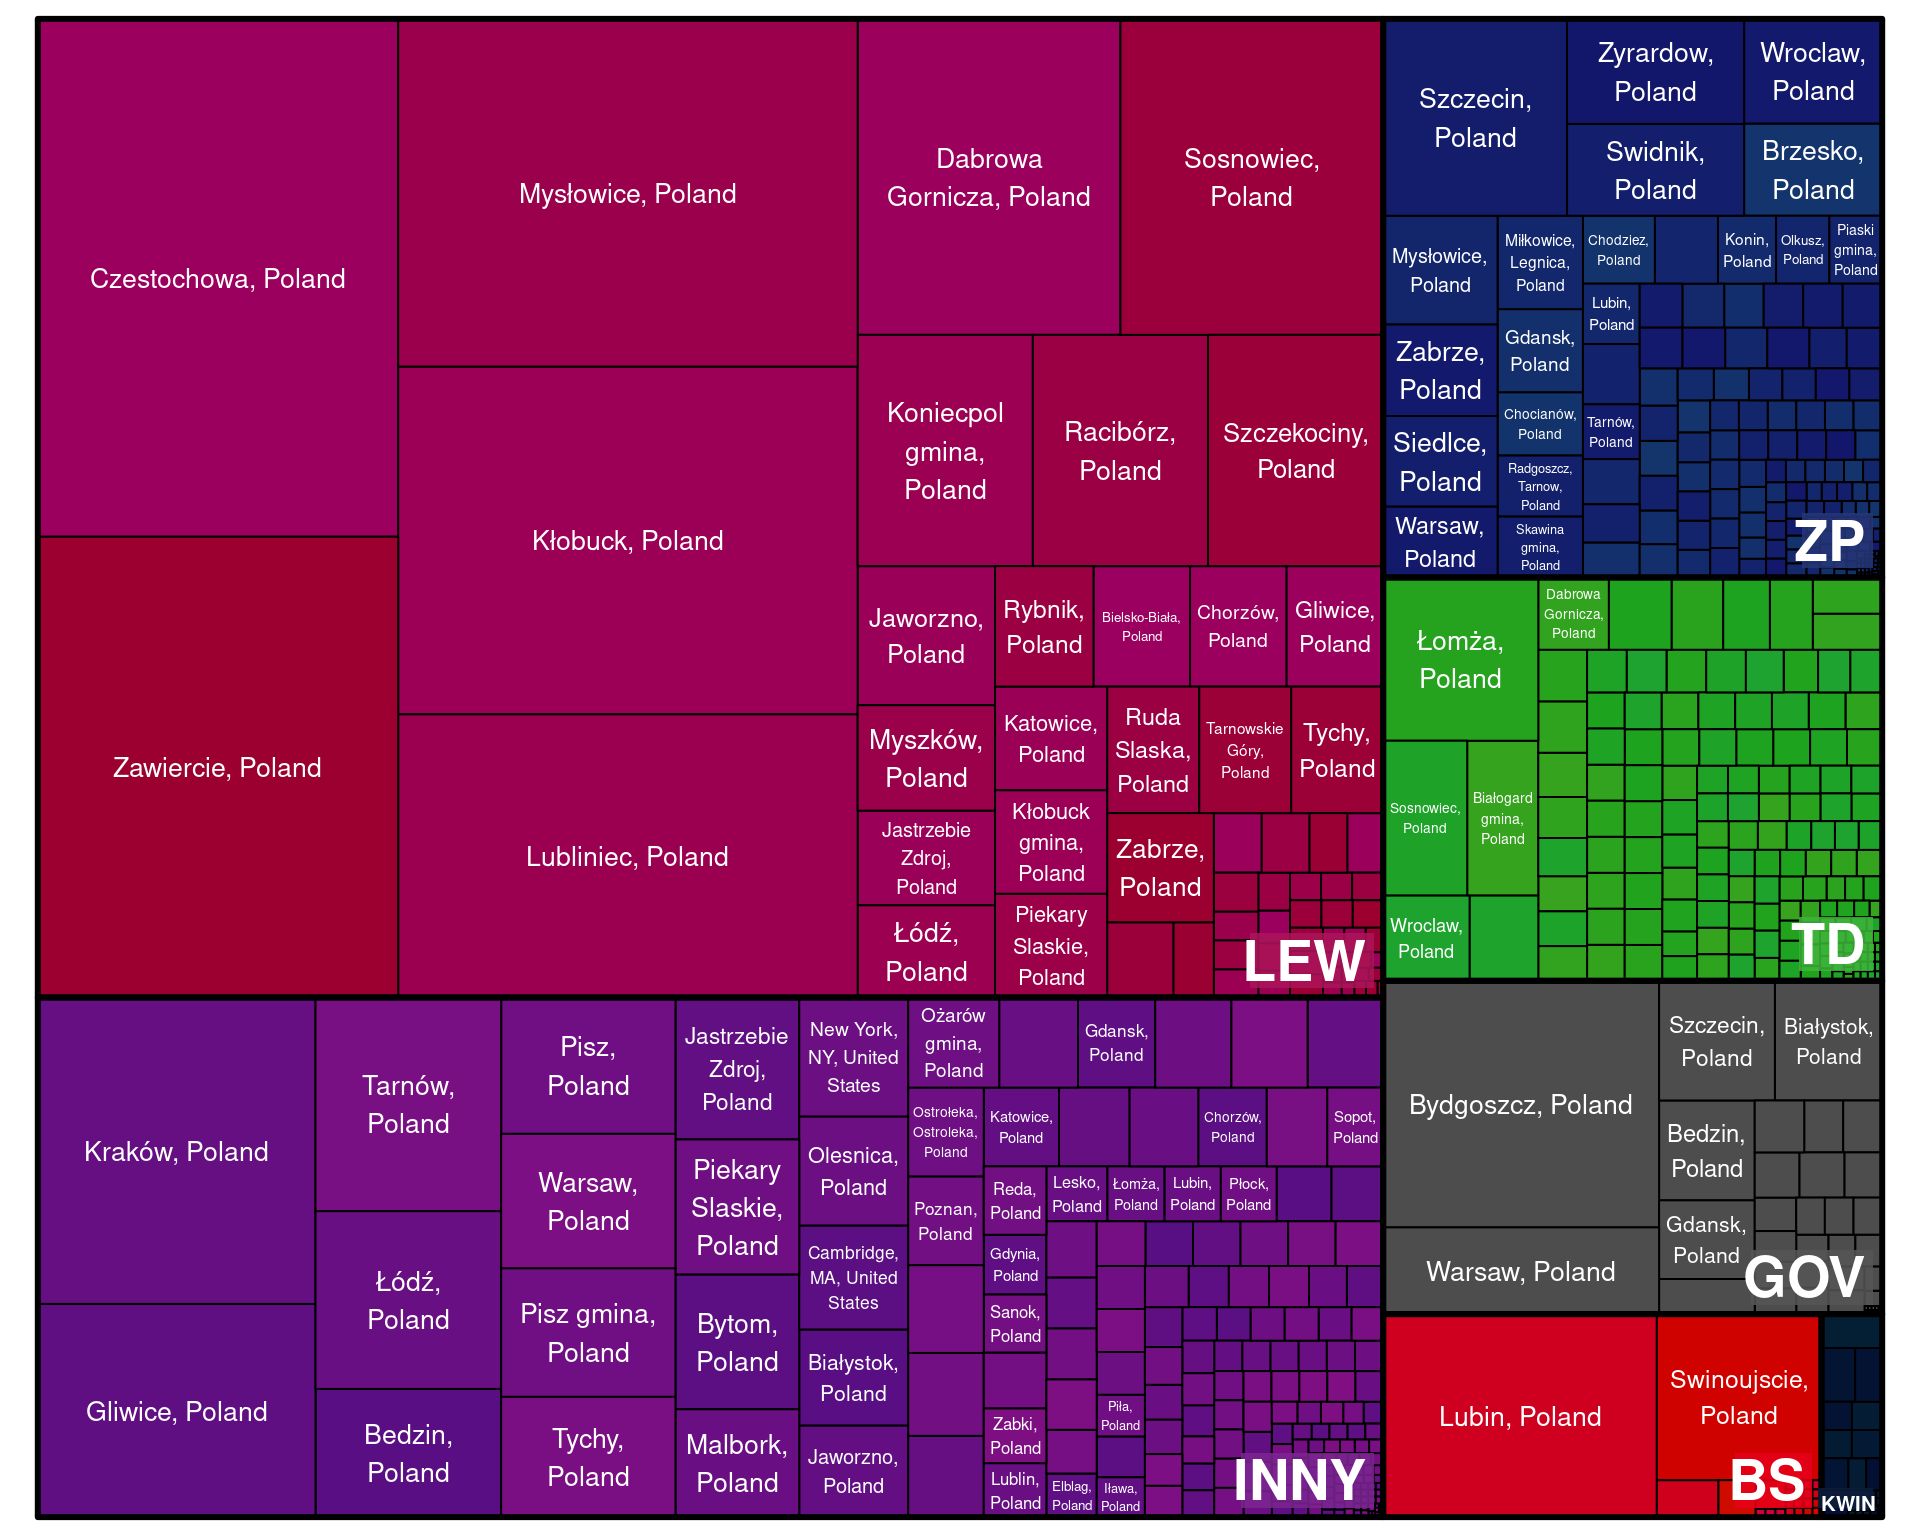 Czestochowa, Poland
Zawiercie, Poland
Mysłowice, Poland
Kłobuck, Poland
Lubliniec, Poland
Dabrowa
Gornicza, Poland
Sosnowiec,
Poland
Koniecpol
gmina,
Poland
Racibórz,
Poland
Szczekociny,
Poland
Jaworzno,
Poland
Myszków,
Poland
Jastrzebie
Zdroj,
Poland
Łódź,
Poland
Rybnik,
Poland
Bielsko-Biała,
Poland
Chorzów,
Poland
Gliwice,
Poland
Katowice,
Poland
Kłobuck
gmina,
Poland
Piekary
Slaskie,
Poland
Ruda
Slaska,
Poland
Tarnowskie
Góry,
Poland
Tychy,
Poland
Zabrze,
Poland
LEW
Szczecin,
Poland
Zyrardow,
Poland
Wroclaw,
Poland
Swidnik,
Poland
Brzesko,
Poland
Mysłowice,
Poland
Zabrze,
Poland
Siedlce,
Poland
Warsaw,
Poland
Miłkowice,
Legnica,
Poland
Gdansk,
Poland
Chocianów,
Poland
Radgoszcz,
Tarnow,
Poland
Skawina
gmina,
Poland
Chodziez,
Poland
Konin,
Poland
Olkusz,
Poland
Piaski
gmina,
Poland
Lubin,
Poland
Tarnów,
Poland
ZP
Łomża,
Poland
Dabrowa
Gornicza,
Poland
Sosnowiec,
Poland
Białogard
gmina,
Poland
Wroclaw,
Poland
TD
Kraków, Poland
Gliwice, Poland
Tarnów,
Poland
Łódź,
Poland
Bedzin,
Poland
Pisz,
Poland
Warsaw,
Poland
Pisz gmina,
Poland
Tychy,
Poland
Jastrzebie
Zdroj,
Poland
Piekary
Slaskie,
Poland
Bytom,
Poland
Malbork,
Poland
New York,
NY, United
States
Olesnica,
Poland
Cambridge,
MA, United
States
Białystok,
Poland
Jaworzno,
Poland
Ożarów
gmina,
Poland
Gdansk,
Poland
Ostrołeka,
Ostroleka,
Poland
Poznan,
Poland
Katowice,
Poland
Chorzów,
Poland
Sopot,
Poland
Reda,
Poland
Gdynia,
Poland
Sanok,
Poland
Zabki,
Poland
Lublin,
Poland
Lesko,
Poland
Łomża,
Poland
Lubin,
Poland
Płock,
Poland
Piła,
Poland
Elblag,
Poland
Iława,
Poland
INNY
Bydgoszcz, Poland
Warsaw, Poland
Szczecin,
Poland
Białystok,
Poland
Bedzin,
Poland
Gdansk,
Poland
GOV
Lubin, Poland
Swinoujscie,
Poland
BS
KWIN